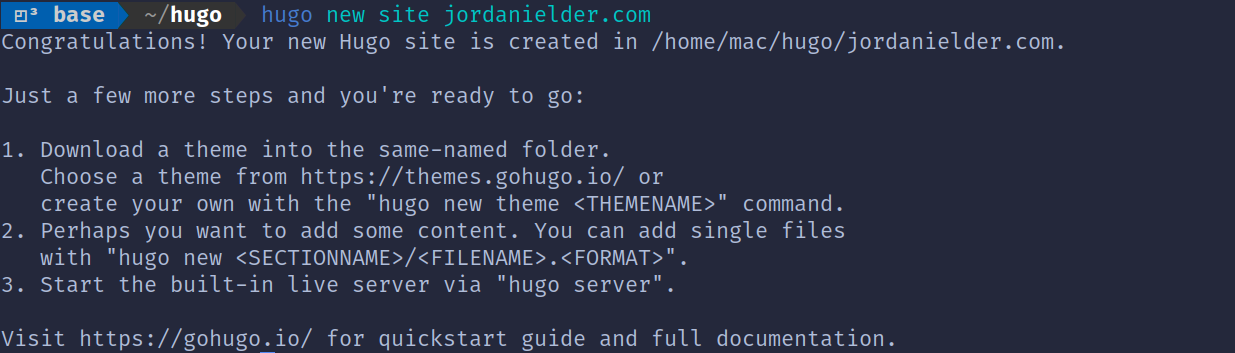 base ~/hugo hugo new site jordanielder.com
Congratulations! Your new Hugo site is created in /home/mac/hugo/jordanielder.com.
Just a few more steps and you're ready to go:
1. Download a theme into the same-named folder.
Choose a theme from https://themes.gohugo.io/ or
create your own with the "hugo new theme <THEMENAME>" command.
2. Perhaps you want to add some content. You can add single files
with "hugo new <SECTIONNAME>/<FILENAME>.<FORMAT>".
3. Start the built-in live server via "hugo server".
Visit https://gohugo.io/ for quickstart guide and full documentation.